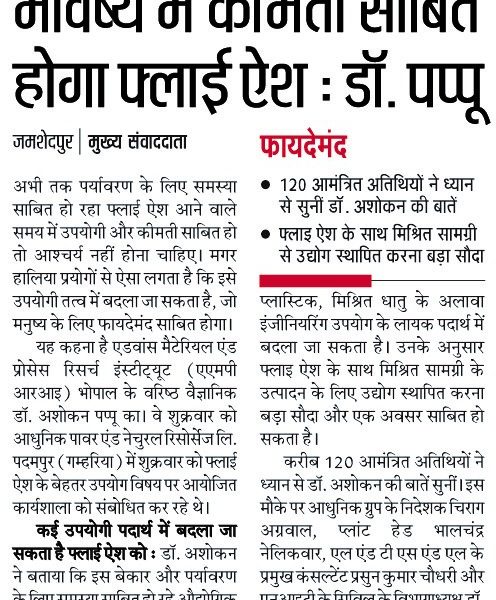 भविष्य में कीमती साबित
होगा फ्लाई ऐश : डॉ. पप्पू
जमशेदपुर | मुख्य संवाददाता
अभी तक पर्यावरण के लिए समस्या
साबित हो रहा फ्लाई ऐश आने वाले
समय में उपयोगी और कीमती साबित हो
तो आश्चर्य नहीं होना चाहिए। मगर
हालिया प्रयोगों से ऐसा लगता है कि इसे
उपयोगी तत्व में बदला जा सकता है, जो
मनुष्य के लिए फायदेमंद साबित होगा।
यह कहना है एडवांस मैटेरियल एंड
प्रोसेस रिसर्च इंस्टीट्यूट (एएमपी
आरआइ) भोपाल के वरिष्ठ वैज्ञानिक
डॉ. अशोकन पप्पू का। वे शुक्रवार को
आधुनिक पावर एंड नेचुरल रिसोर्सेज लि.
पदमपुर (गम्हरिया) में शुक्रवार को फ्लाई
ऐश के बेहतर उपयोग विषय पर आयोजित
कार्यशाला को संबोधित कर रहे थे।
कई उपयोगी पदार्थ में बदला जा
सकता है फ्लाई ऐश को : डॉ. अशोकन
ने बताया कि इस बेकार और पर्यावरण
के लिए समस्या साबित हो रहे औद्योगिक
फायदेमंद
● 120 आमंत्रित अतिथियों ने ध्यान
से सुनीं डॉ. अशोकन की बातें
● फ्लाइ ऐश के साथ मिश्रित सामग्री
से उद्योग स्थापित करना बड़ा सौदा
प्लास्टिक, मिश्रित धातु के अलावा
इंजीनियरिंग उपयोग के लायक पदार्थ में
बदला जा सकता है। उनके अनुसार
फ्लाइ ऐश के साथ मिश्रित सामग्री के
उत्पादन के लिए उद्योग स्थापित करना
बड़ा सौदा और एक अवसर साबित हो
सकता है।
करीब 120 आमंत्रित अतिथियों ने
ध्यान से डॉ. अशोकन की बातें सुनीं। इस
मौके पर आधुनिक ग्रुप के निदेशक चिराग
अग्रवाल, प्लांट हेड भालचंद्र
नेलिकवार, एल एंड टी एस एंड एल के
प्रमुख कंसल्टेंट प्रसुन कुमार चौधरी और
एनआइटी के सिविल के विभागाध्यक्ष डॉ.